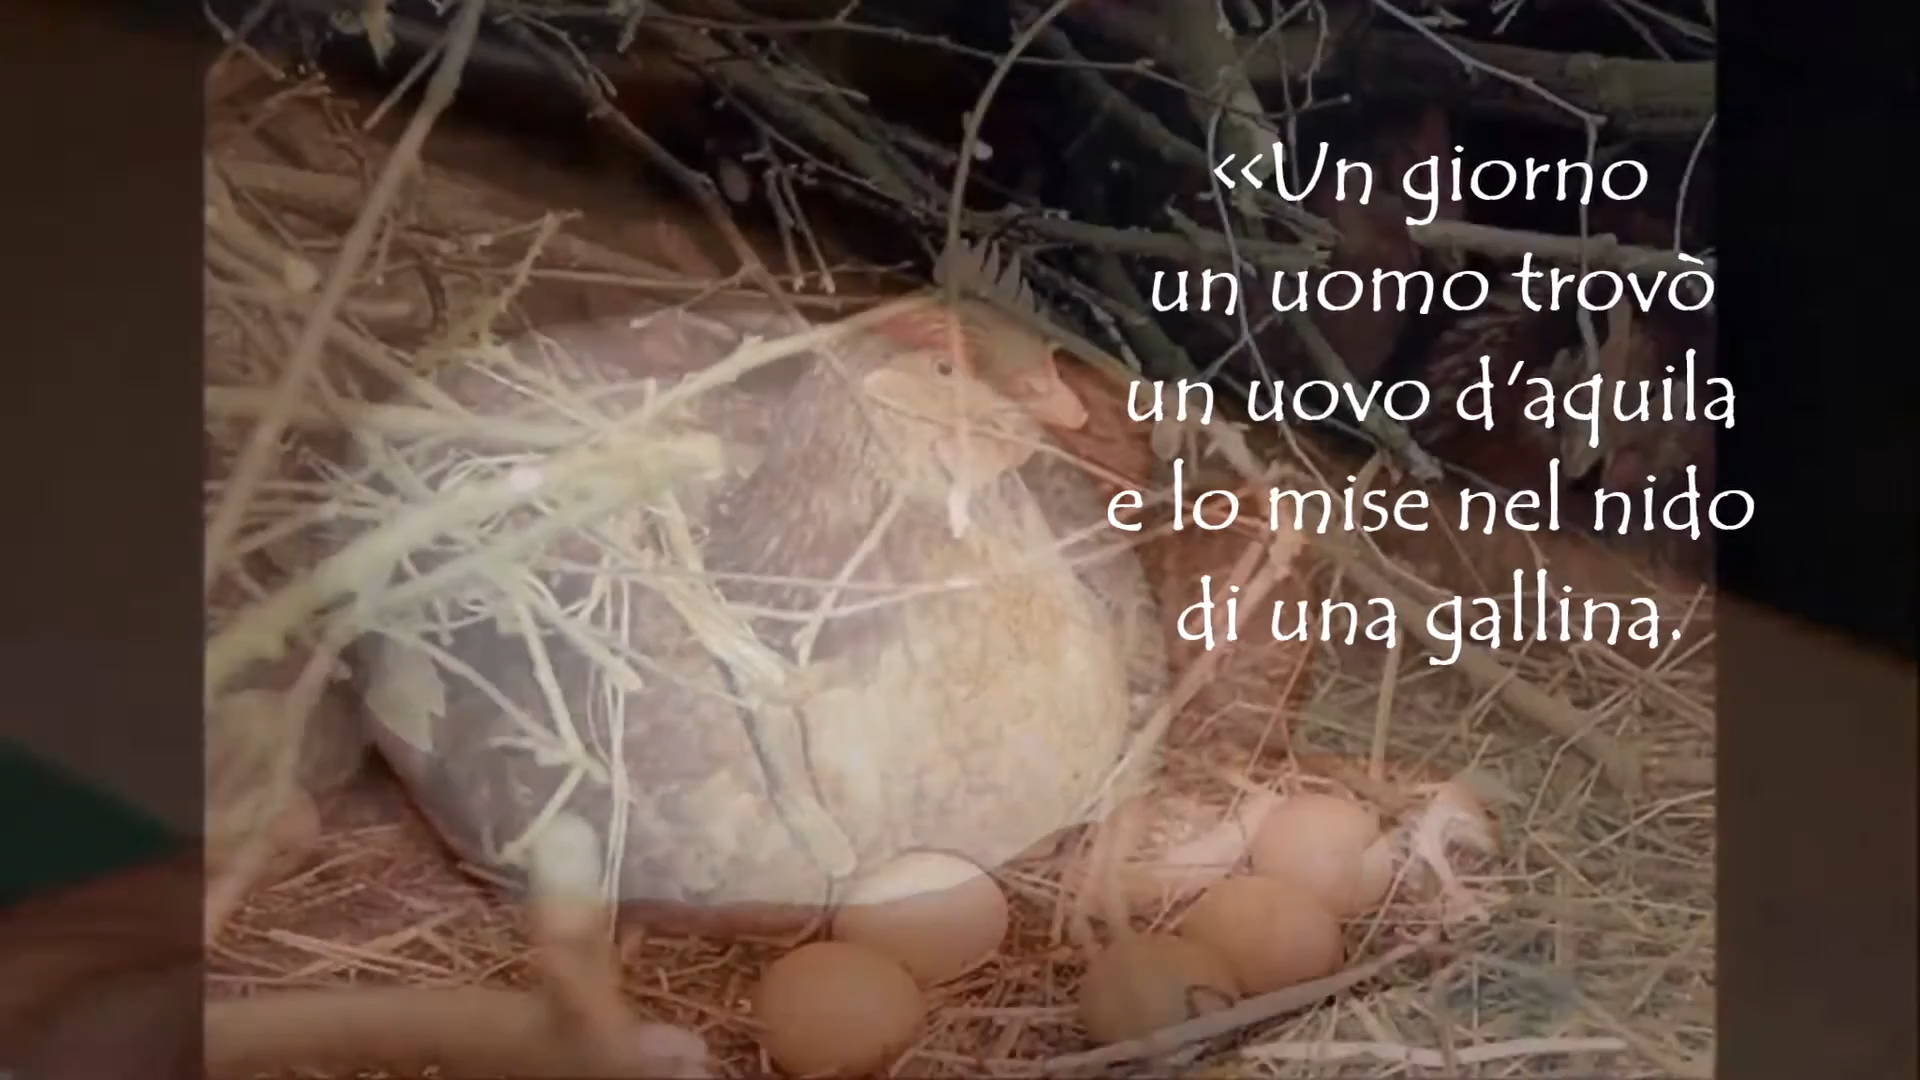 <<Un giorno
un uomo trovò
un uovo d'aquila
e lo mise nel nido
di una gallina.